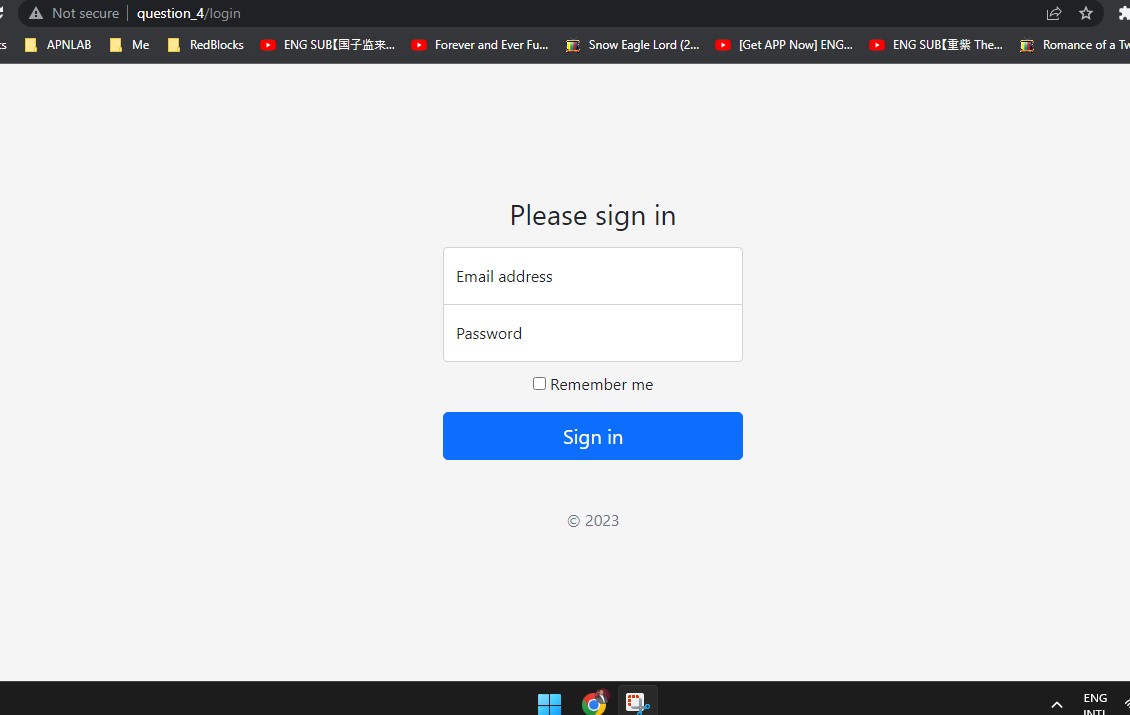 Not secure question_4/login
ts APNLAB Me RedBlocks ENG SUB【国子监来... Forever and Ever Fu... Snow Eagle Lord (2... [Get APP Now] ENG... ENG SUB【重紫 The... Romance of a Tw
Please sign in
Email address
Password
Remember me
Sign in
© 2023
ENG
INTL